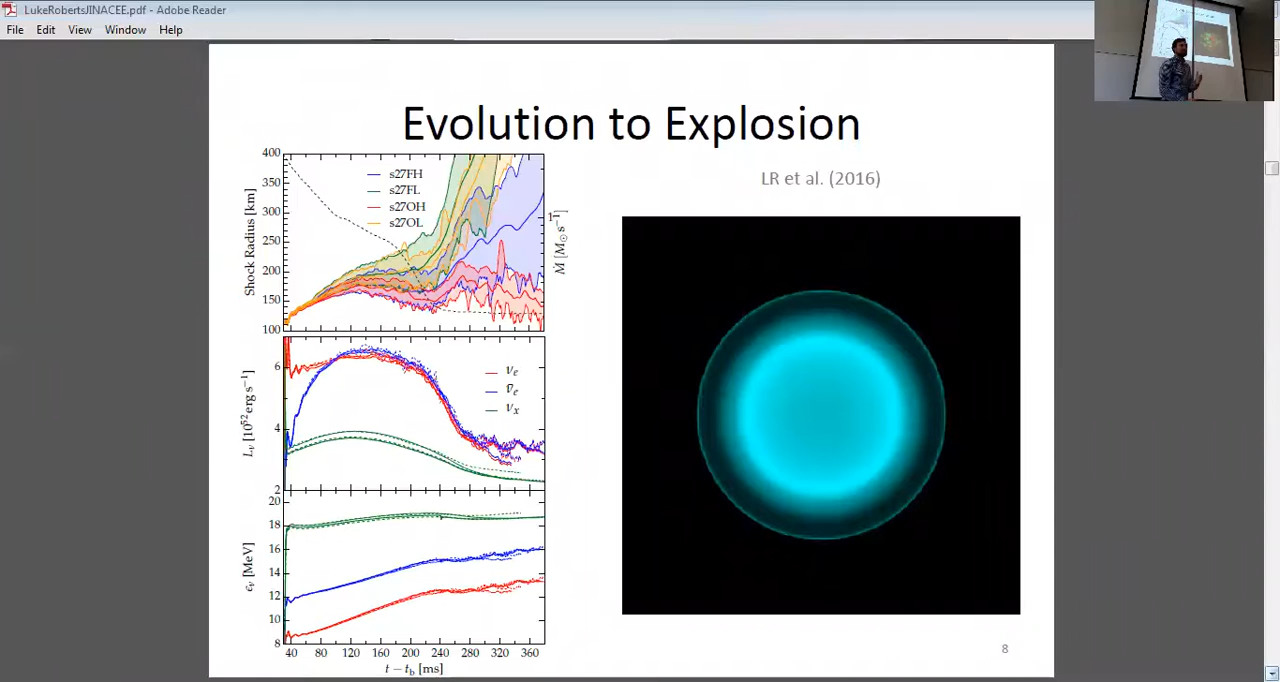 LukeRobertsJINACEE.pdf - Adobe Reader
File Edit View Window Help
Evolution to Explosion
LR et al. (2016)
400
350
300
250
200
150
100
Shock Radius [km]
s27FH
s27FL
s27OH
s27OL
1
Ṁ [M⊙ s⁻¹]
6
4
2
L_ν [10⁵² erg s⁻¹]
ν_e
ν̄_e
ν_x
20
18
16
14
12
10
8
ε_ν [MeV]
40 80 120 160 200 240 280 320 360
t − t_b [ms]
8